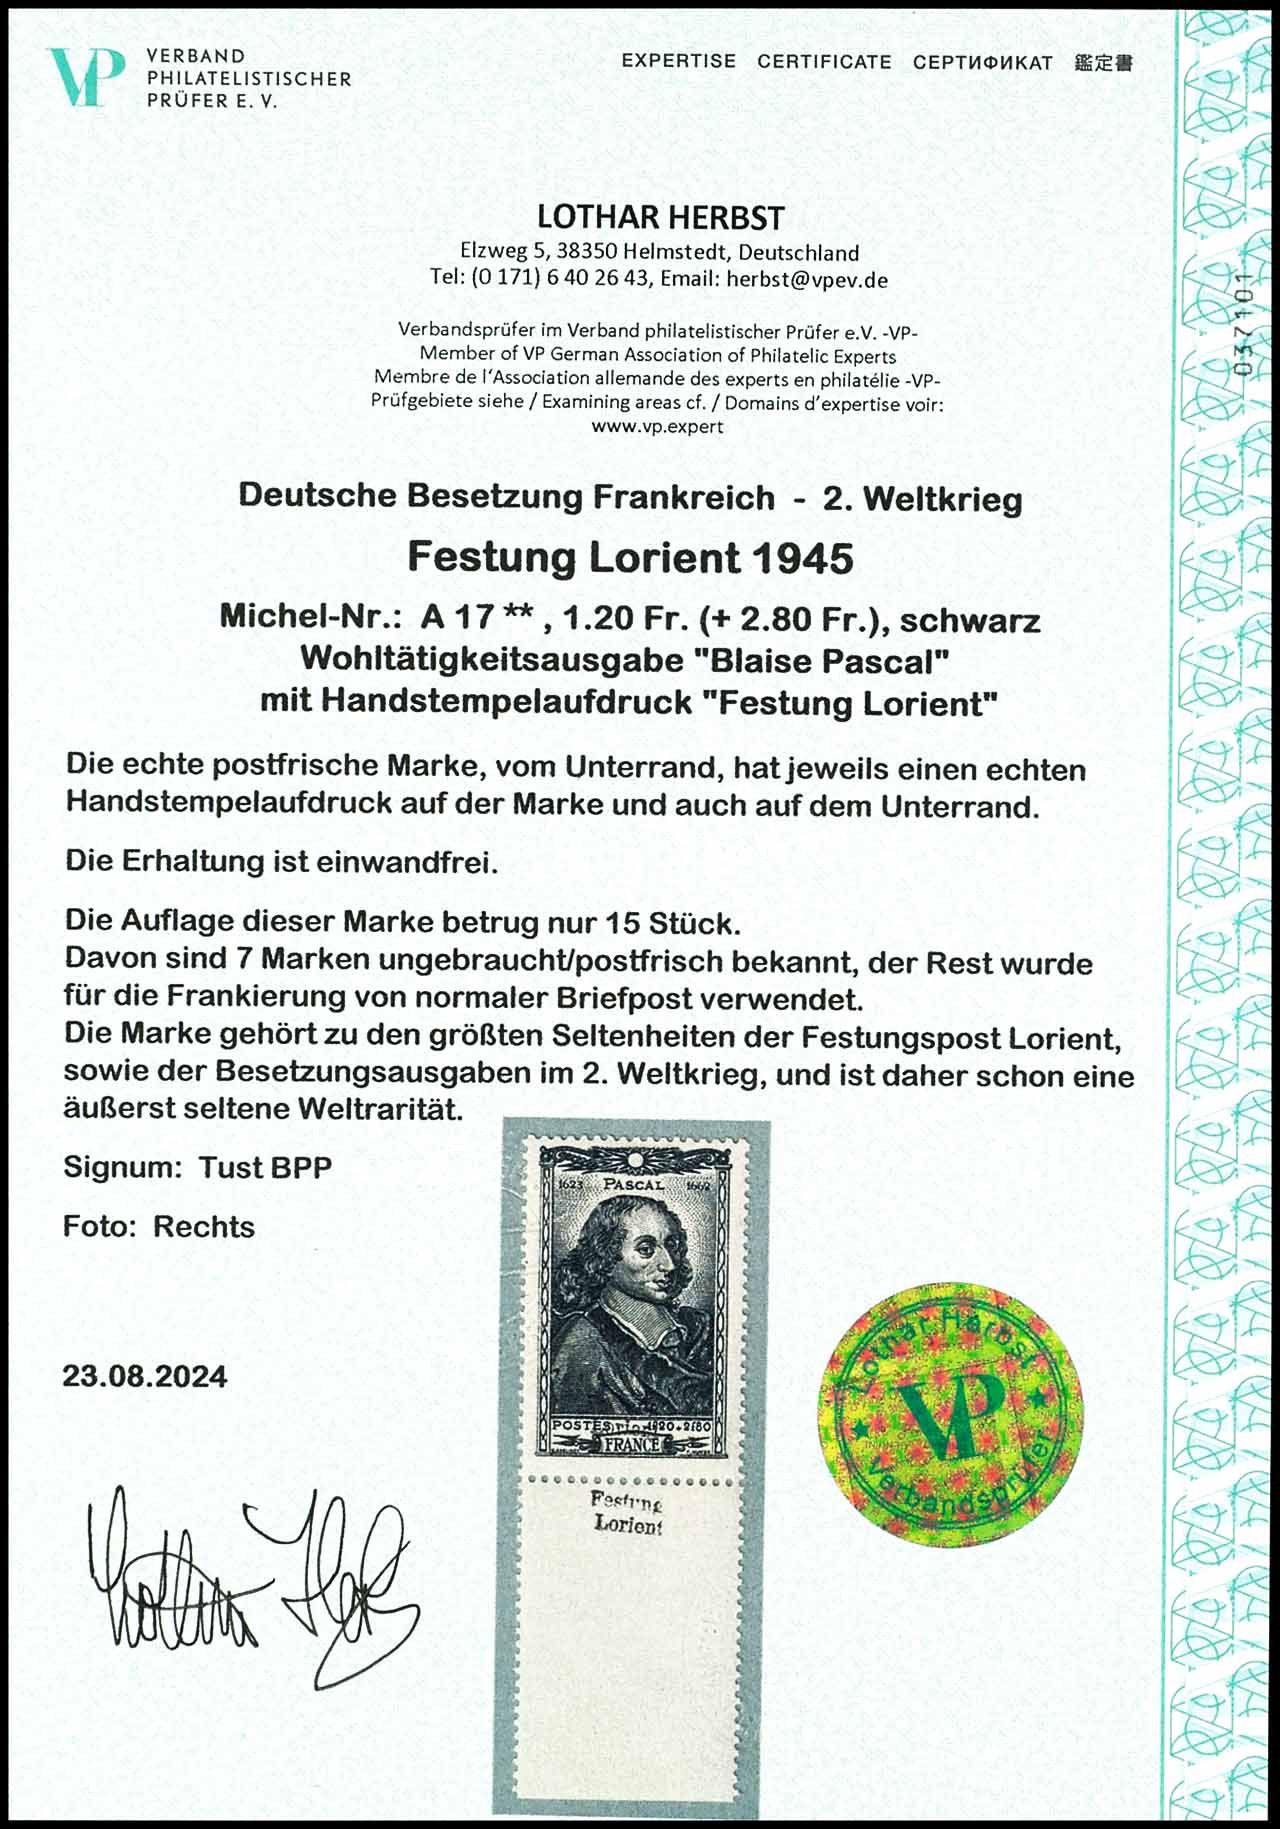 VP
VERBAND
PHILATELISTISCHER
PRÜFER E. V.
EXPERTISE CERTIFICATE СЕРТИФИКАТ 鑑定書
037101
LOTHAR HERBST
Elzweg 5, 38350 Helmstedt, Deutschland
Tel: (0 171) 6 40 26 43, Email: herbst@vpev.de
Verbandsprüfer im Verband philatelistischer Prüfer e.V. -VP-
Member of VP German Association of Philatelic Experts
Membre de l'Association allemande des experts en philatélie -VP-
Prüfgebiete siehe / Examining areas cf. / Domains d'expertise voir:
www.vp.expert
Deutsche Besetzung Frankreich - 2. Weltkrieg
Festung Lorient 1945
Michel-Nr.: A 17 ** , 1.20 Fr. (+ 2.80 Fr.), schwarz
Wohltätigkeitsausgabe "Blaise Pascal"
mit Handstempelaufdruck "Festung Lorient"
Die echte postfrische Marke, vom Unterrand, hat jeweils einen echten
Handstempelaufdruck auf der Marke und auch auf dem Unterrand.
Die Erhaltung ist einwandfrei.
Die Auflage dieser Marke betrug nur 15 Stück.
Davon sind 7 Marken ungebraucht/postfrisch bekannt, der Rest wurde
für die Frankierung von normaler Briefpost verwendet.
Die Marke gehört zu den größten Seltenheiten der Festungspost Lorient,
sowie der Besetzungsausgaben im 2. Weltkrieg, und ist daher schon eine
äußerst seltene Weltrarität.
Signum: Tust BPP
Foto: Rechts
23.08.2024
1623 PASCAL 1662
POSTES 1f20+2f80
FRANCE
Festung
Lorient
Lothar Herbst
VP
Verbandsprüfer